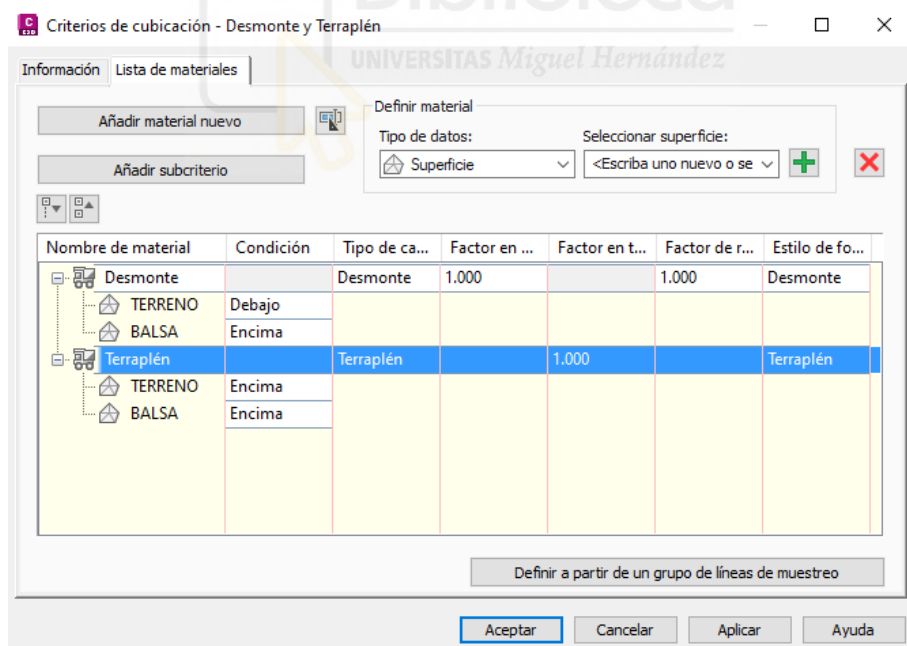 Biblioteca
UNIVERSITAS Miguel Hernández
Criterios de cubicación - Desmonte y Terraplén
Información Lista de materiales
Añadir material nuevo
Definir material
Tipo de datos: Seleccionar superficie:
Superficie <Escriba uno nuevo o se
Añadir subcriterio
Nombre de material Condición Tipo de ca... Factor en ... Factor en t... Factor de r... Estilo de fo...
Desmonte Desmonte 1.000 1.000 Desmonte
TERRENO Debajo
BALSA Encima
Terraplén Terraplén 1.000 Terraplén
TERRENO Encima
BALSA Encima
Definir a partir de un grupo de líneas de muestreo
Aceptar Cancelar Aplicar Ayuda